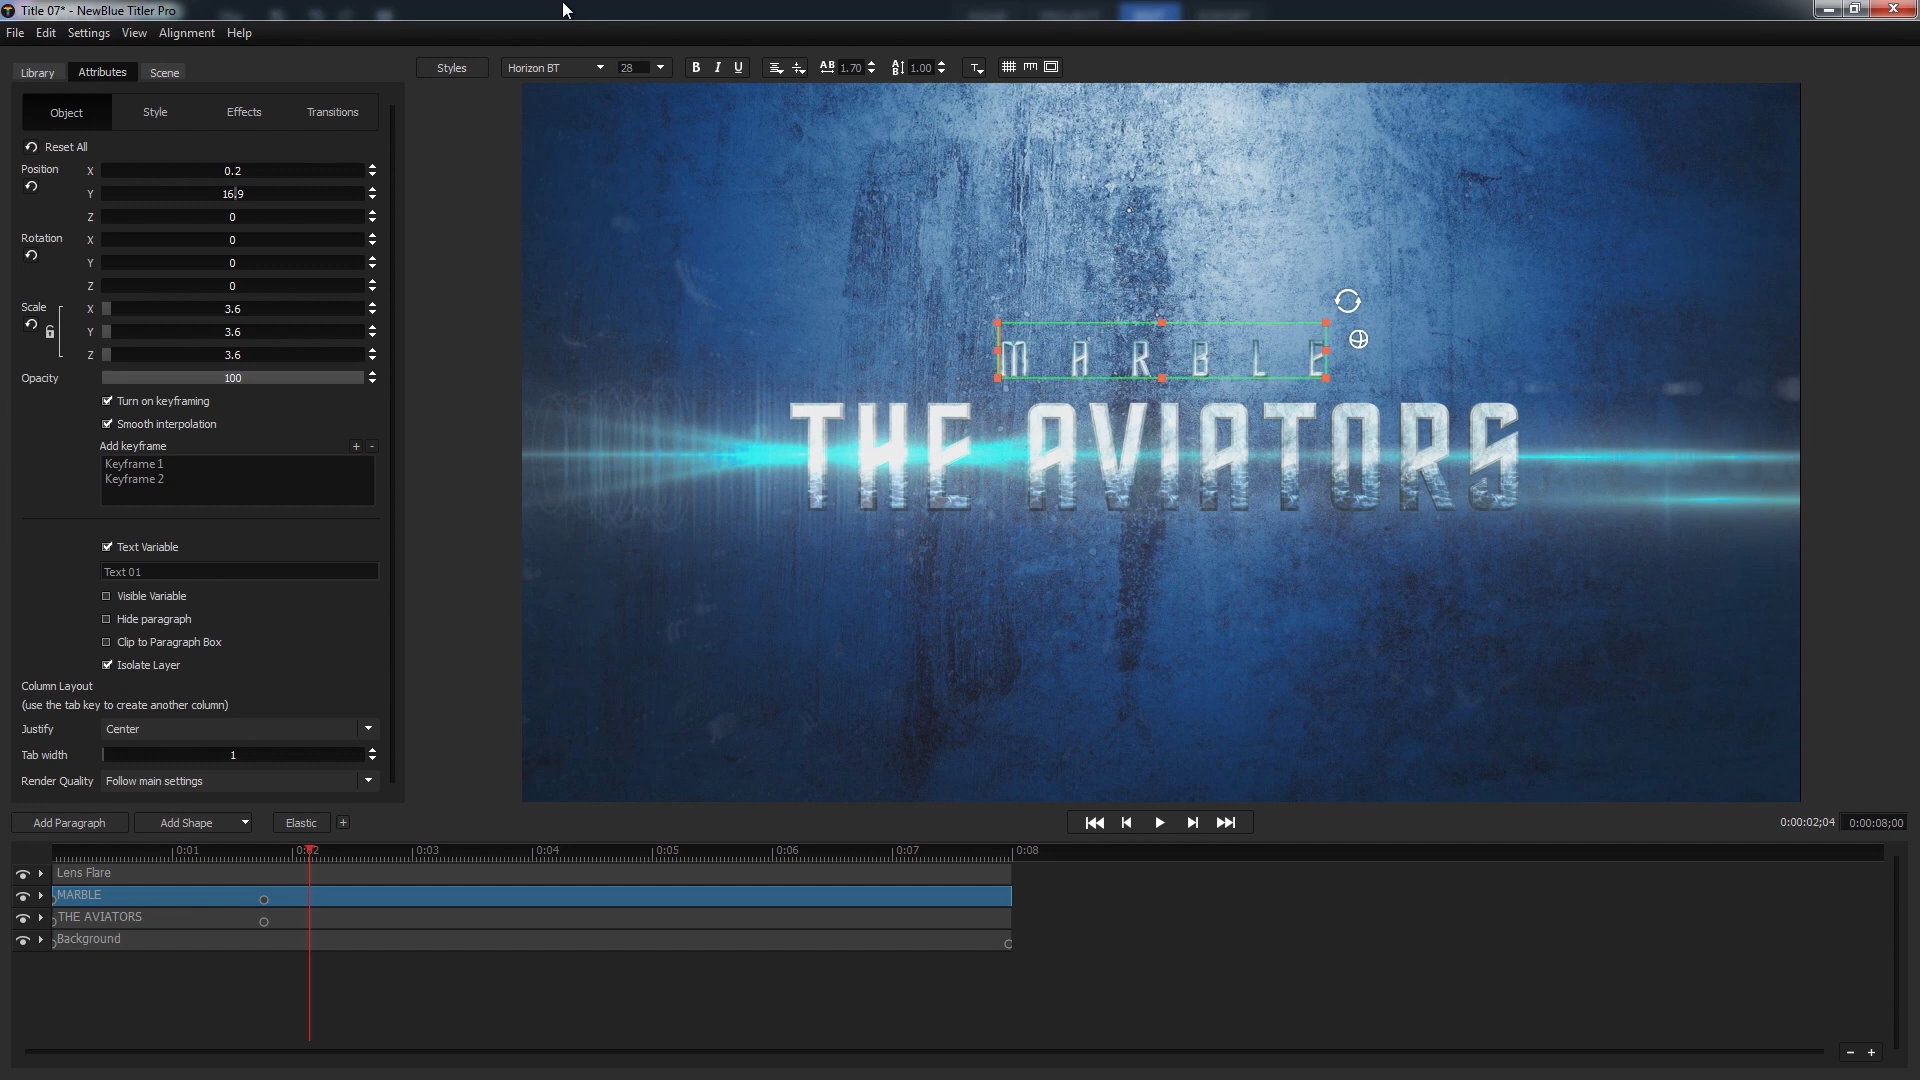 Title 07* - NewBlue Titler Pro
File Edit Settings View Alignment Help
Library Attributes Scene
Styles Horizon BT 28 B I U AB 1.70 AB 1.00 T
Object Style Effects Transitions
Reset All
Position X 0.2
Y 16.9
Z 0
Rotation X 0
Y 0
Z 0
Scale X 3.6
Y 3.6
Z 3.6
Opacity 100
Turn on keyframing
Smooth interpolation
Add keyframe + -
Keyframe 1
Keyframe 2
Text Variable
Text 01
Visible Variable
Hide paragraph
Clip to Paragraph Box
Isolate Layer
Column Layout
(use the tab key to create another column)
Justify Center
Tab width 1
Render Quality Follow main settings
MARBLE
THE AVIATORS
Add Paragraph Add Shape Elastic +
0:00:02;04 0:00:08;00
0:01 0:02 0:03 0:04 0:05 0:06 0:07 0:08
Lens Flare
MARBLE
THE AVIATORS
Background
- +